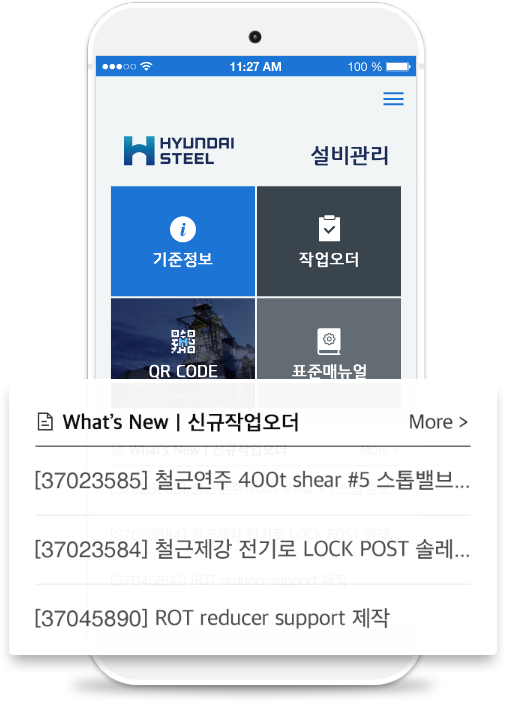 11:27 AM
100 %
HYUNDAI
STEEL
설비관리
기준정보
작업오더
QR CODE
표준매뉴얼
What's New | 신규작업오더
More >
[37023585] 철근연주 400t shear #5 스톱밸브...
[37023584] 철근제강 전기로 LOCK POST 솔레...
[37045890] ROT reducer support 제작